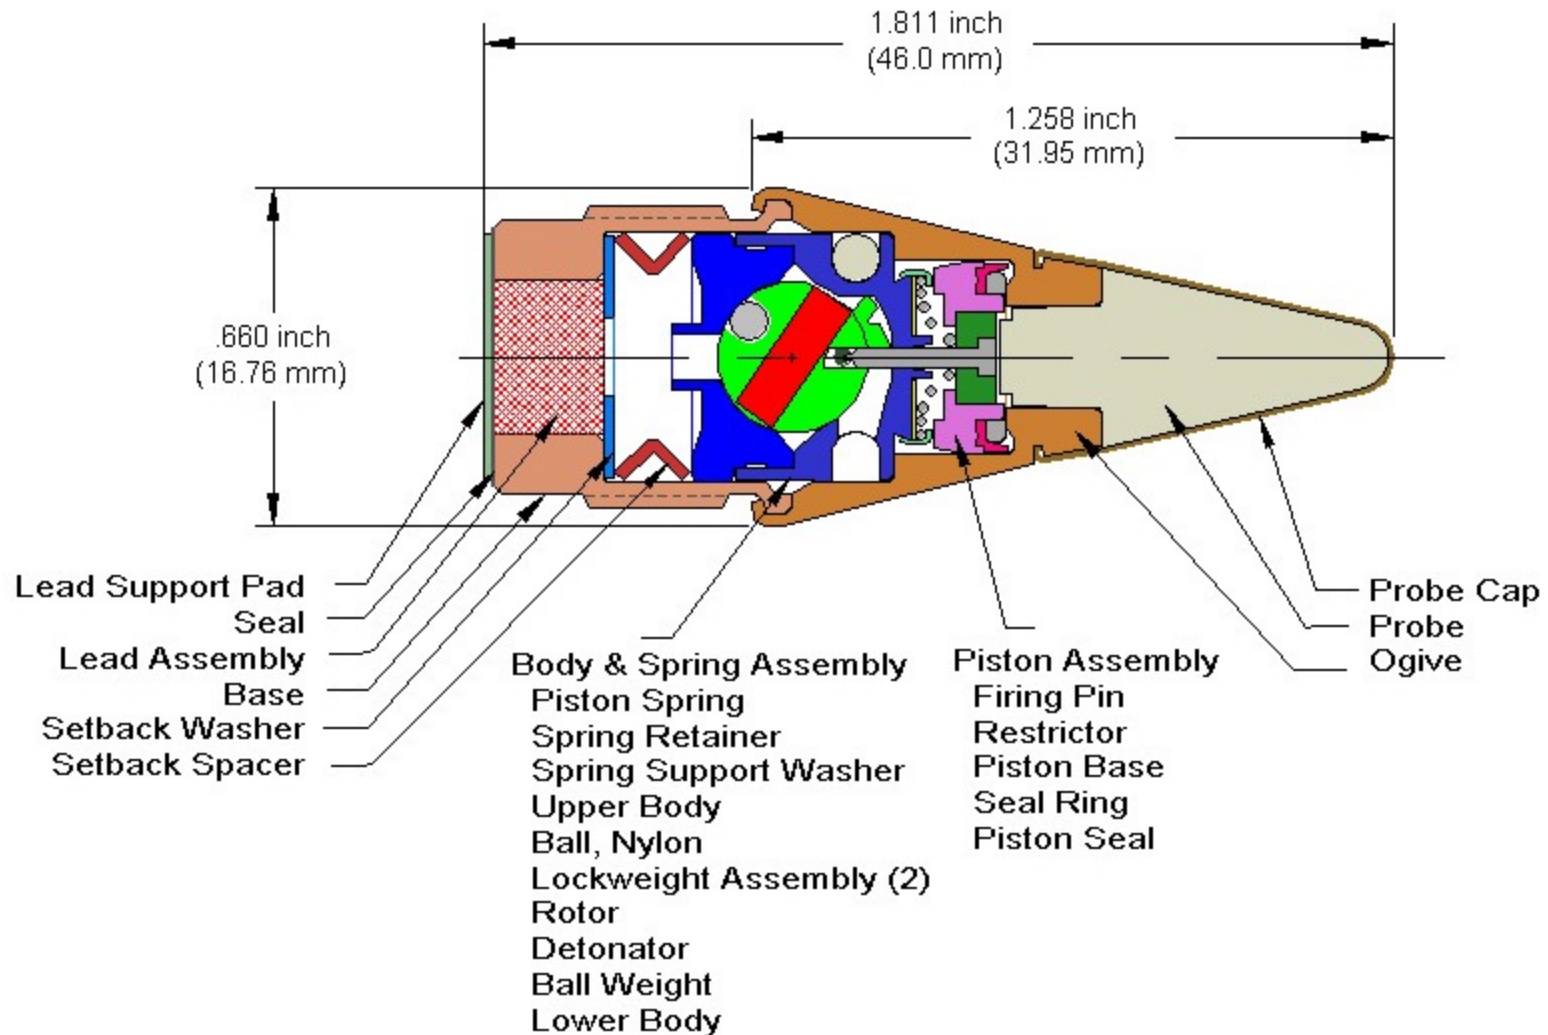 1.811 inch
(46.0 mm)
1.258 inch
(31.95 mm)
.660 inch
(16.76 mm)
Lead Support Pad
Seal
Lead Assembly
Base
Setback Washer
Setback Spacer
Body & Spring Assembly
Piston Spring
Spring Retainer
Spring Support Washer
Upper Body
Ball, Nylon
Lockweight Assembly (2)
Rotor
Detonator
Ball Weight
Lower Body
Piston Assembly
Firing Pin
Restrictor
Piston Base
Seal Ring
Piston Seal
Probe Cap
Probe
Ogive